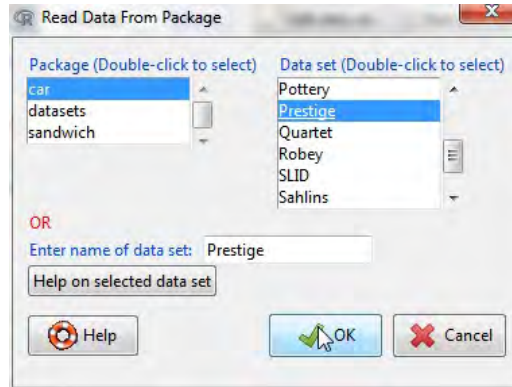 Read Data From Package
Package (Double-click to select)
car
datasets
sandwich
Data set (Double-click to select)
Pottery
Prestige
Quartet
Robey
SLID
Sahlins
OR
Enter name of data set: Prestige
Help on selected data set
Help
OK
Cancel